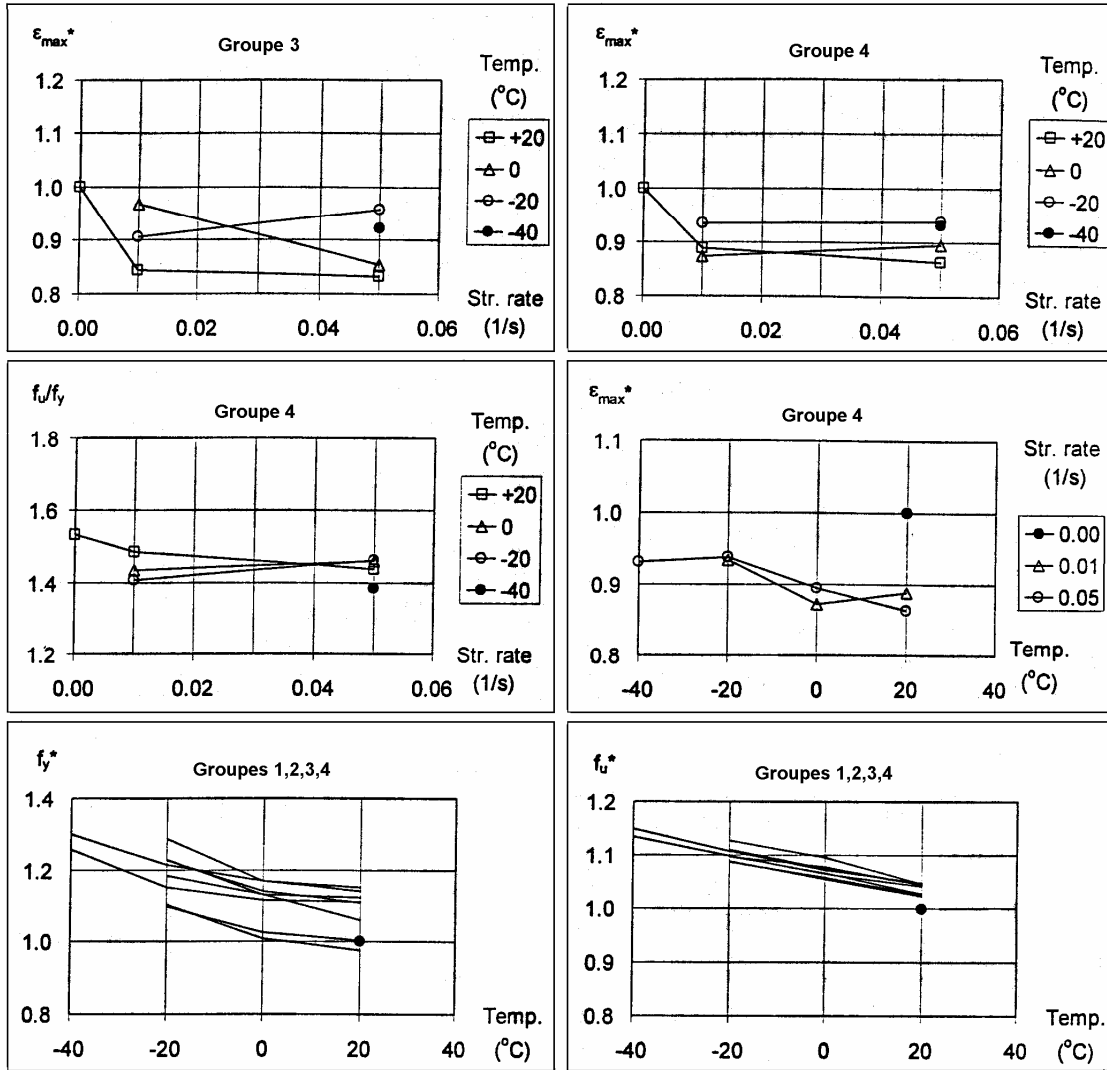 εmax*
Groupe 3
Temp.
(°C)
1.2
1.1
1.0
0.9
0.8
+20
0
-20
-40
0.00 0.02 0.04 0.06
Str. rate
(1/s)
εmax*
Groupe 4
Temp.
(°C)
1.2
1.1
1.0
0.9
0.8
+20
0
-20
-40
0.00 0.02 0.04 0.06
Str. rate
(1/s)
fu/fy
Groupe 4
Temp.
(°C)
1.8
1.6
1.4
1.2
+20
0
-20
-40
0.00 0.02 0.04 0.06
Str. rate
(1/s)
εmax*
Groupe 4
Str. rate
(1/s)
1.1
1.0
0.9
0.8
0.00
0.01
0.05
-40 -20 0 20 40
Temp.
(°C)
fy*
Groupes 1,2,3,4
1.4
1.2
1.0
0.8
-40 -20 0 20 40
Temp.
(°C)
fu*
Groupes 1,2,3,4
1.2
1.1
1.0
0.9
0.8
-40 -20 0 20 40
Temp.
(°C)